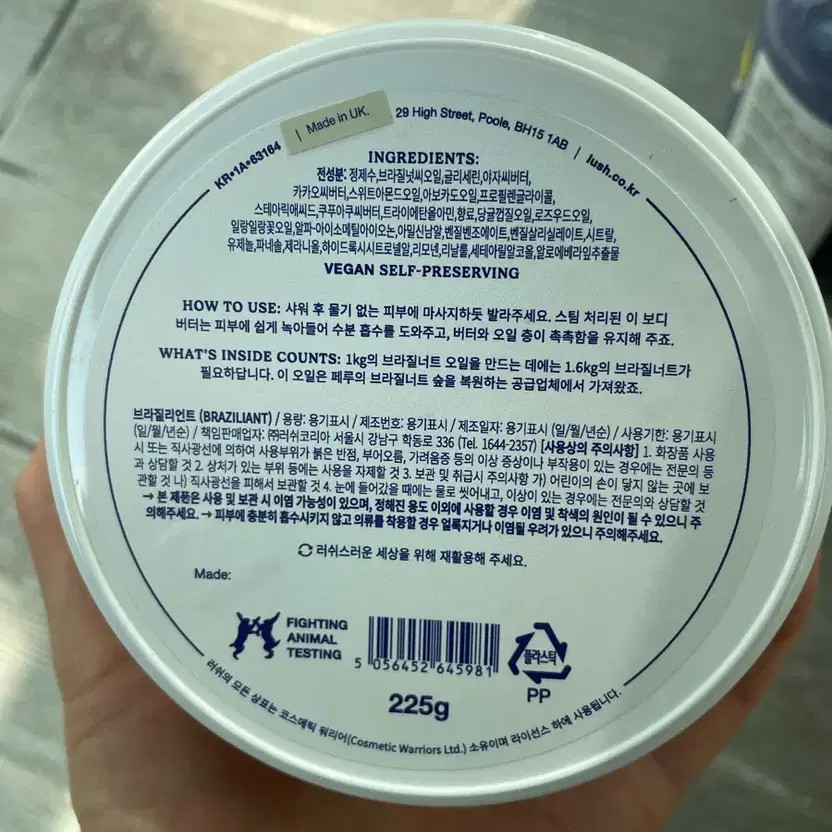 KR•1A•63164 | Made in UK. 29 High Street, Poole, BH15 1AB | lush.co.kr
INGREDIENTS:
전성분: 정제수,브라질넛씨오일,글리세린,야자씨버터,
카카오씨버터,스위트아몬드오일,아보카도오일,프로필렌글라이콜,
스테아릭애씨드,쿠푸아쿠씨버터,트라이에탄올아민,향료,당귤껍질오일,로즈우드오일,
일랑일랑꽃오일,알파-아이소메틸아이오논,아밀신남알,벤질벤조에이트,벤질살리실레이트,시트랄,
유제놀,파네솔,제라니올,하이드록시시트로넬알,리모넨,리날룰,세테아릴알코올,알로에베라잎추출물
VEGAN SELF-PRESERVING
HOW TO USE: 샤워 후 물기 없는 피부에 마사지하듯 발라주세요. 스팀 처리된 이 보디
버터는 피부에 쉽게 녹아들어 수분 흡수를 도와주고, 버터와 오일 층이 촉촉함을 유지해 주죠.
WHAT'S INSIDE COUNTS: 1kg의 브라질너트 오일을 만드는 데에는 1.6kg의 브라질너트가
필요하답니다. 이 오일은 페루의 브라질너트 숲을 복원하는 공급업체에서 가져왔죠.
브라질리언트 (BRAZILIANT) / 용량: 용기표시 / 제조번호: 용기표시 / 제조일자: 용기표시 (일/월/년순) / 사용기한: 용기표시
(일/월/년순) / 책임판매업자: ㈜러쉬코리아 서울시 강남구 학동로 336 (Tel. 1644-2357) [사용상의 주의사항] 1. 화장품 사용
시 또는 직사광선에 의하여 사용부위가 붉은 반점, 부어오름, 가려움증 등의 이상 증상이나 부작용이 있는 경우에는 전문의 등
과 상담할 것 2. 상처가 있는 부위 등에는 사용을 자제할 것 3. 보관 및 취급시 주의사항 가) 어린이의 손이 닿지 않는 곳에 보
관할 것 나) 직사광선을 피해서 보관할 것 4. 눈에 들어갔을 때에는 물로 씻어내고, 이상이 있는 경우에는 전문의와 상담할 것
→ 본 제품은 사용 및 보관 시 이염 가능성이 있으며, 정해진 용도 이외에 사용할 경우 이염 및 착색의 원인이 될 수 있으니 주
의해주세요. → 피부에 충분히 흡수시키지 않고 의류를 착용할 경우 얼룩지거나 이염될 우려가 있으니 주의해주세요.
러쉬스러운 세상을 위해 재활용해 주세요.
Made:
FIGHTING
ANIMAL
TESTING
5 056452 645981
플라스틱
PP
225g
러쉬의 모든 상표는 코스메틱 워리어(Cosmetic Warriors Ltd.) 소유이며 라이선스 하에 사용됩니다.